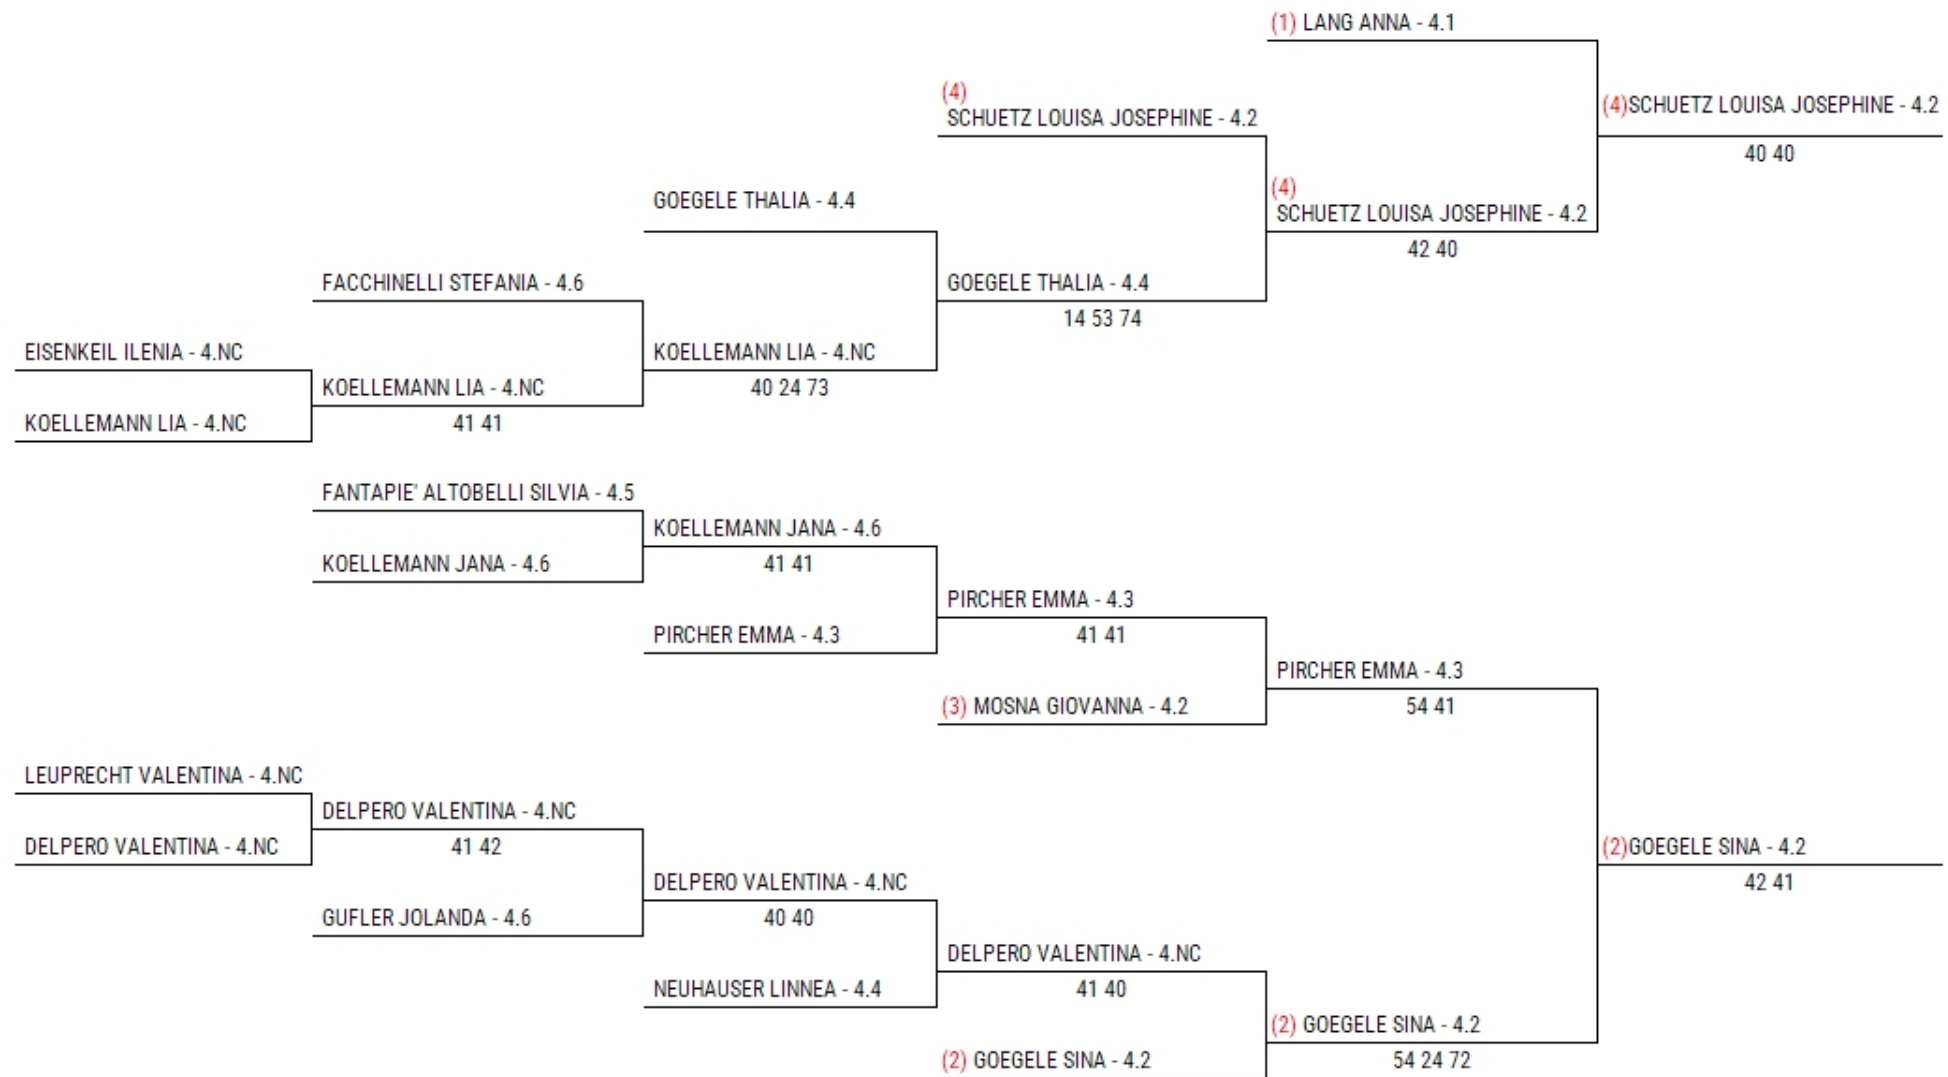 (1) LANG ANNA - 4.1
(4)
SCHUETZ LOUISA JOSEPHINE - 4.2
(4)SCHUETZ LOUISA JOSEPHINE - 4.2
40 40
(4)
SCHUETZ LOUISA JOSEPHINE - 4.2
42 40
GOEGELE THALIA - 4.4
FACCHINELLI STEFANIA - 4.6
GOEGELE THALIA - 4.4
14 53 74
EISENKEIL ILENIA - 4.NC
KOELLEMANN LIA - 4.NC
40 24 73
KOELLEMANN LIA - 4.NC
41 41
KOELLEMANN LIA - 4.NC
FANTAPIE' ALTOBELLI SILVIA - 4.5
KOELLEMANN JANA - 4.6
41 41
KOELLEMANN JANA - 4.6
PIRCHER EMMA - 4.3
41 41
PIRCHER EMMA - 4.3
PIRCHER EMMA - 4.3
54 41
(3) MOSNA GIOVANNA - 4.2
LEUPRECHT VALENTINA - 4.NC
DELPERO VALENTINA - 4.NC
41 42
DELPERO VALENTINA - 4.NC
(2)GOEGELE SINA - 4.2
42 41
DELPERO VALENTINA - 4.NC
40 40
GUFLER JOLANDA - 4.6
DELPERO VALENTINA - 4.NC
41 40
NEUHAUSER LINNEA - 4.4
(2) GOEGELE SINA - 4.2
54 24 72
(2) GOEGELE SINA - 4.2